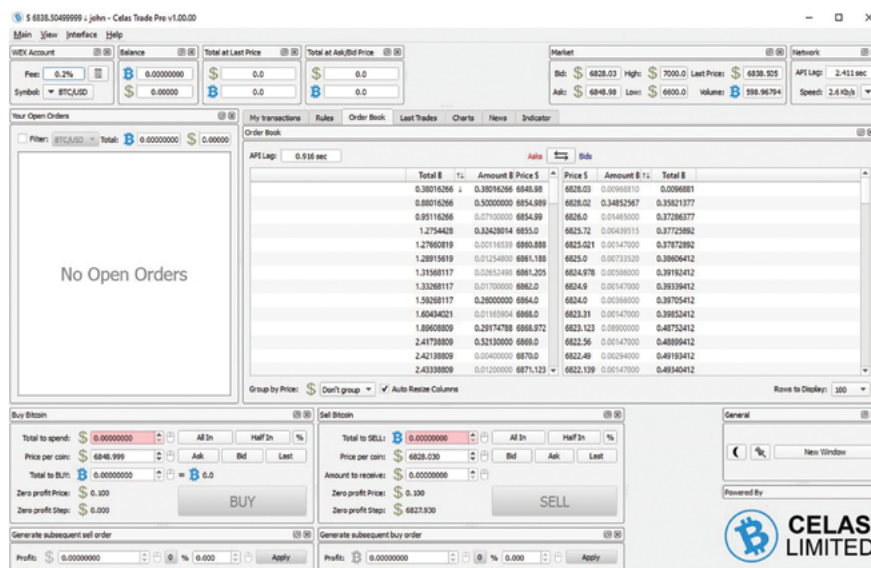 $ 6838.50499999 ↓ john - Celas Trade Pro v1.00.00
Main View Interface Help
WEX Account
Fee: 0.2%
Symbol: BTC/USD
Balance
0.00000000
$ 0.00000
Total at Last Price
$ 0.0
0.0
Total at Ask/Bid Price
$ 0.0
0.0
Market
Bid: $ 6828.03 High: $ 7000.0 Last Price: $ 6838.505
Ask: $ 6848.98 Low: $ 6600.0 Volume: 598.96794
Network
API Lag: 2.411 sec
Speed: 2.6 Kb/s
Your Open Orders
Filter: BTC/USD Total: 0.00000000 $ 0.00000
No Open Orders
My transactions Rules Order Book Last Trades Charts News Indicator
Order Book
API Lag: 0.916 sec Asks Bids
Total B ↑↓ Amount B Price $ Price $ Amount B ↑↓ Total B
0.38016266 ↓ 0.38016266 6848.98 6828.03 0.00968810 0.0096881
0.88016266 0.50000000 6854.989 6828.02 0.34852567 0.35821377
0.95116266 0.07100000 6854.99 6826.0 0.01465000 0.37286377
1.2754428 0.32428014 6855.0 6825.72 0.00439515 0.37725892
1.27660819 0.00116539 6860.888 6825.021 0.00147000 0.37872892
1.28915619 0.01254800 6861.188 6825.0 0.00733520 0.38606412
1.31568117 0.02652498 6861.205 6824.978 0.00586000 0.39192412
1.33268117 0.01700000 6862.0 6824.9 0.00147000 0.39339412
1.59268117 0.26000000 6864.0 6824.0 0.00366000 0.39705412
1.60434021 0.01165904 6868.0 6823.31 0.00147000 0.39852412
1.89608809 0.29174788 6868.972 6823.123 0.08900000 0.48752412
2.41738809 0.52130000 6869.0 6822.56 0.00147000 0.48899412
2.42138809 0.00400000 6870.0 6822.49 0.00294000 0.49193412
2.43338809 0.01200000 6871.123 6822.139 0.00147000 0.49340412
Group by Price: $ Don't group Auto Resize Columns Rows to Display: 100
Buy Bitcoin
Total to spend: $ 0.00000000 All In Half In %
Price per coin: $ 6848.999 Ask Bid Last
Total to BUY: 0.00000000 = 0.0
Zero profit Price: $ 0.100
Zero profit Step: $ 0.000
BUY
Sell Bitcoin
Total to SELL: 0.00000000 All In Half In %
Price per coin: $ 6828.030 Bid Ask Last
Amount to receive: $ 0.00000000
Zero profit Price: $ 0.100
Zero profit Step: $ 6827.930
SELL
General
New Window
Powered By
CELAS
LIMITED
Generate subsequent sell order
Profit: $ 0.00000000 0 % 0.000 Apply
Generate subsequent buy order
Profit: 0.00000000 0 % 0.000 Apply